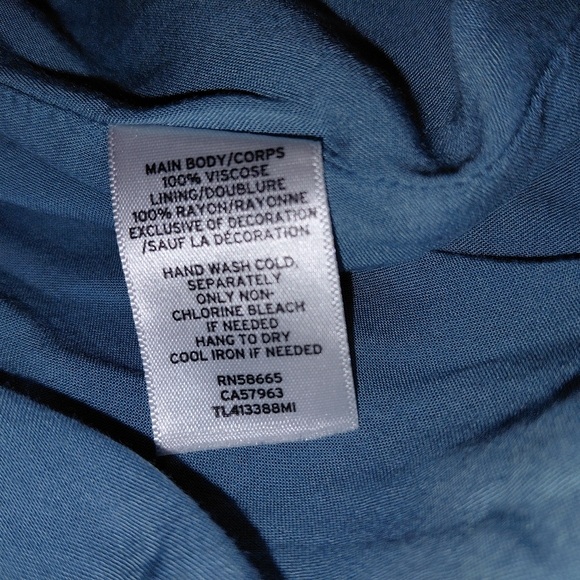 MAIN BODY/CORPS
100% VISCOSE
LINING/DOUBLURE
100% RAYON/RAYONNE
EXCLUSIVE OF DECORATION
/SAUF LA DÉCORATION
HAND WASH COLD,
SEPARATELY
ONLY NON-
CHLORINE BLEACH
IF NEEDED
HANG TO DRY
COOL IRON IF NEEDED
RN58665
CA57963
TL413388MI